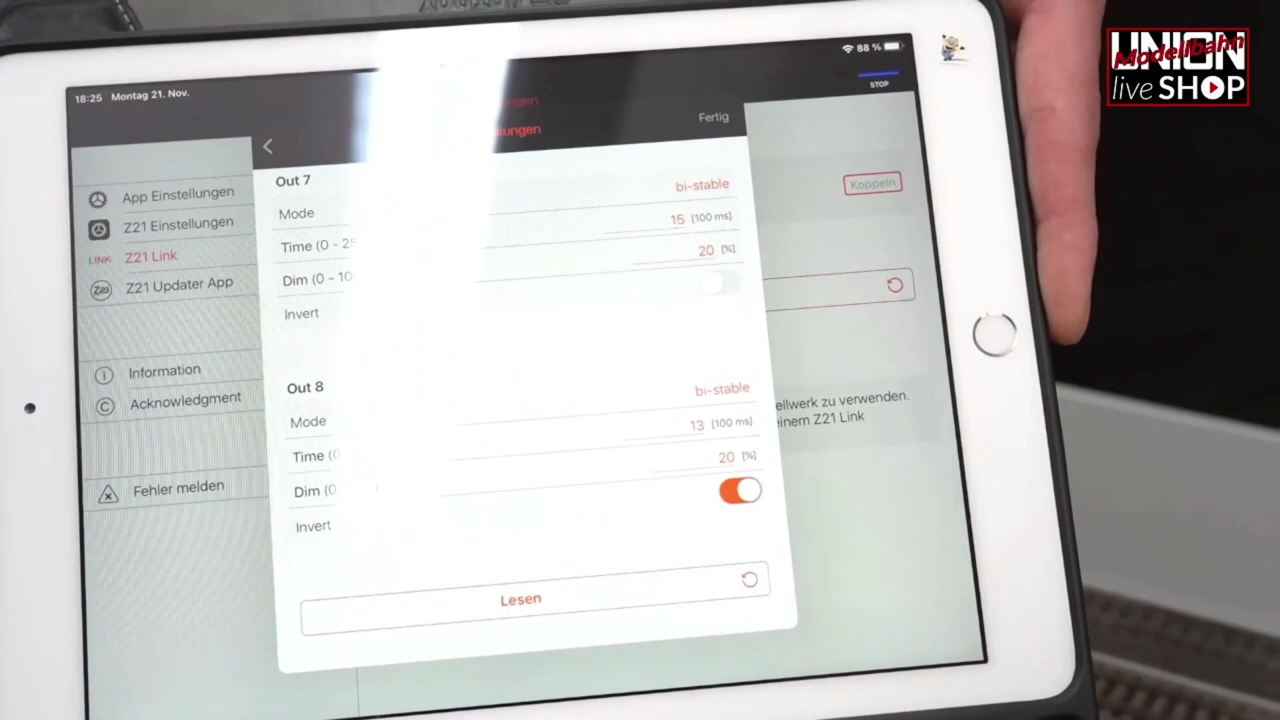 UNION
Modellbahn
live SHOP
18:25 Montag 21. Nov.
88 %
STOP
Fertig
App Einstellungen
Z21 Einstellungen
LINK Z21 Link
Z21 Z21 Updater App
Information
Acknowledgment
Fehler melden
Koppeln
Out 7
Mode bi-stable
Time (0 - 25 15 [100 ms]
Dim (0 - 10 20 [%]
Invert
Out 8
Mode bi-stable
Time (0 13 [100 ms]
Dim (0 20 [%]
Invert
Lesen
ellwerk zu verwenden.
einem Z21 Link